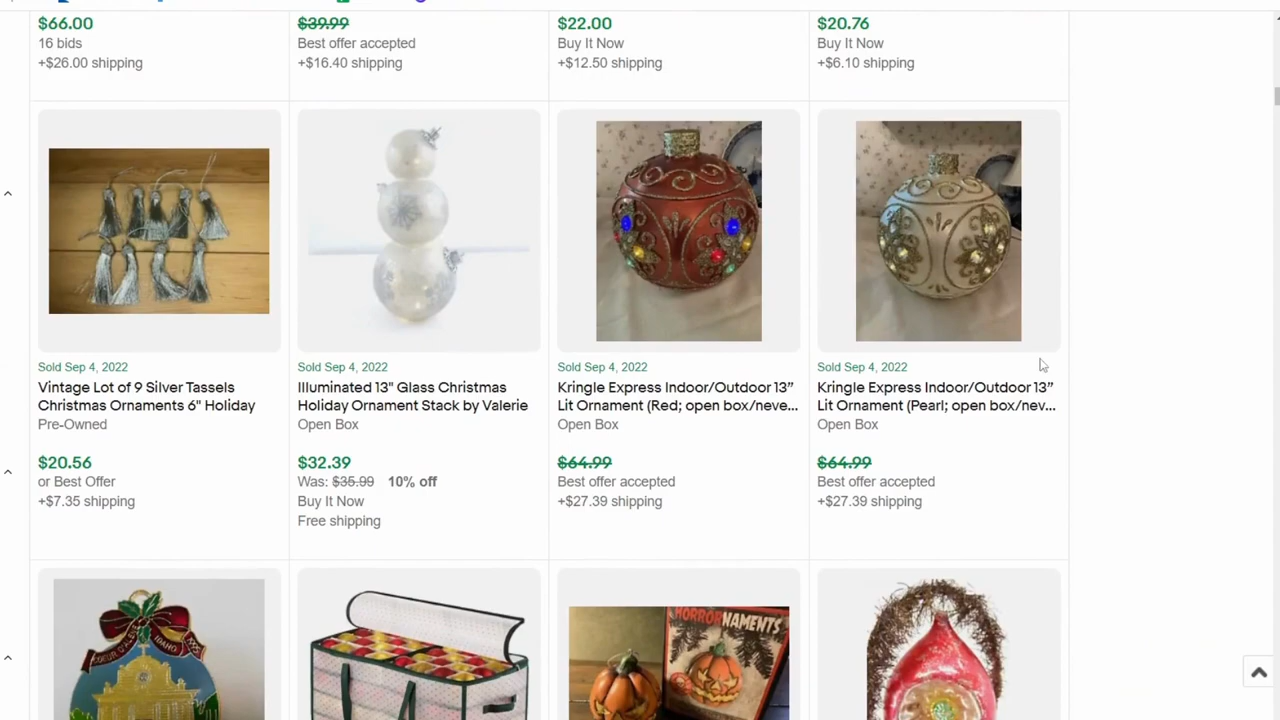 $66.00
16 bids
+$26.00 shipping
$39.99
Best offer accepted
+$16.40 shipping
$22.00
Buy It Now
+$12.50 shipping
$20.76
Buy It Now
+$6.10 shipping
Sold Sep 4, 2022
Vintage Lot of 9 Silver Tassels
Christmas Ornaments 6" Holiday
Pre-Owned
$20.56
or Best Offer
+$7.35 shipping
Sold Sep 4, 2022
Illuminated 13" Glass Christmas
Holiday Ornament Stack by Valerie
Open Box
$32.39
Was: $35.99 10% off
Buy It Now
Free shipping
Sold Sep 4, 2022
Kringle Express Indoor/Outdoor 13”
Lit Ornament (Red; open box/neve...
Open Box
$64.99
Best offer accepted
+$27.39 shipping
Sold Sep 4, 2022
Kringle Express Indoor/Outdoor 13”
Lit Ornament (Pearl; open box/nev...
Open Box
$64.99
Best offer accepted
+$27.39 shipping
COEUR D'ALENE IDAHO
HORRORNAMENTS